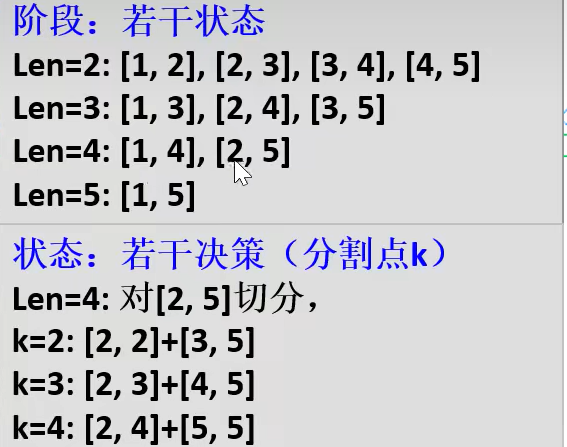 阶段：若干状态
Len=2: [1, 2], [2, 3], [3, 4], [4, 5]
Len=3: [1, 3], [2, 4], [3, 5]
Len=4: [1, 4], [2, 5]
Len=5: [1, 5]
状态：若干决策（分割点k）
Len=4: 对[2, 5]切分，
k=2: [2, 2]+[3, 5]
k=3: [2, 3]+[4, 5]
k=4: [2, 4]+[5, 5]